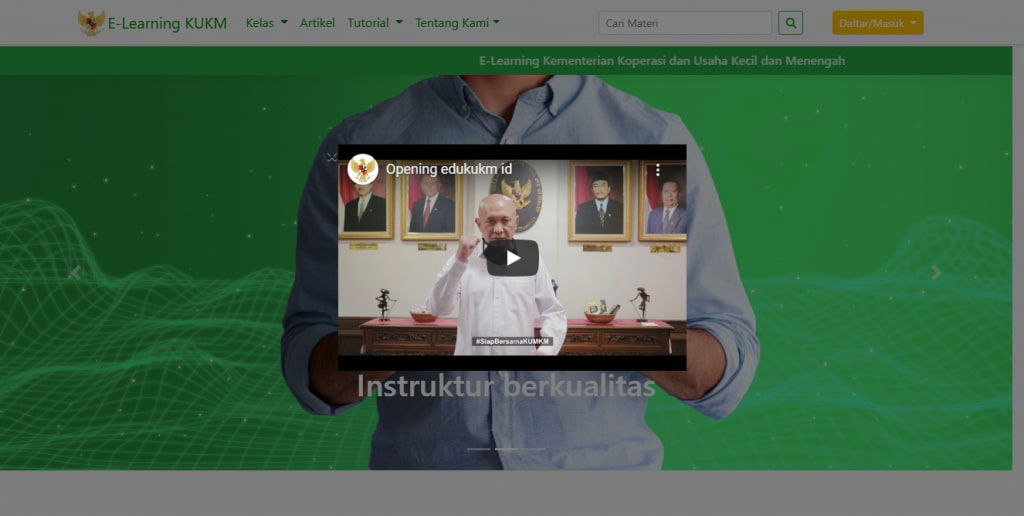 E-Learning KUKM
Kelas
Artikel
Tutorial
Tentang Kami
Cari Materi
Daftar/Masuk
E-Learning Kementerian Koperasi dan Usaha Kecil dan Menengah
Opening edukukm id
#SiapBersamaKUMKM
Instruktur berkualitas